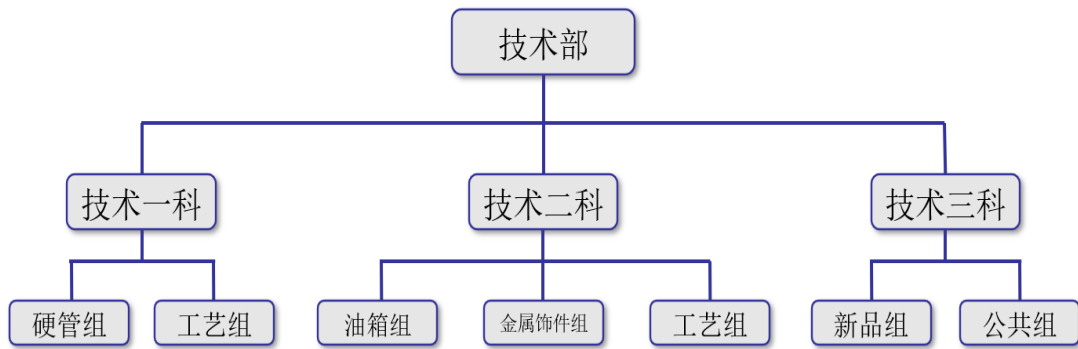 技术部
技术一科
技术二科
技术三科
硬管组
工艺组
油箱组
金属饰件组
工艺组
新品组
公共组